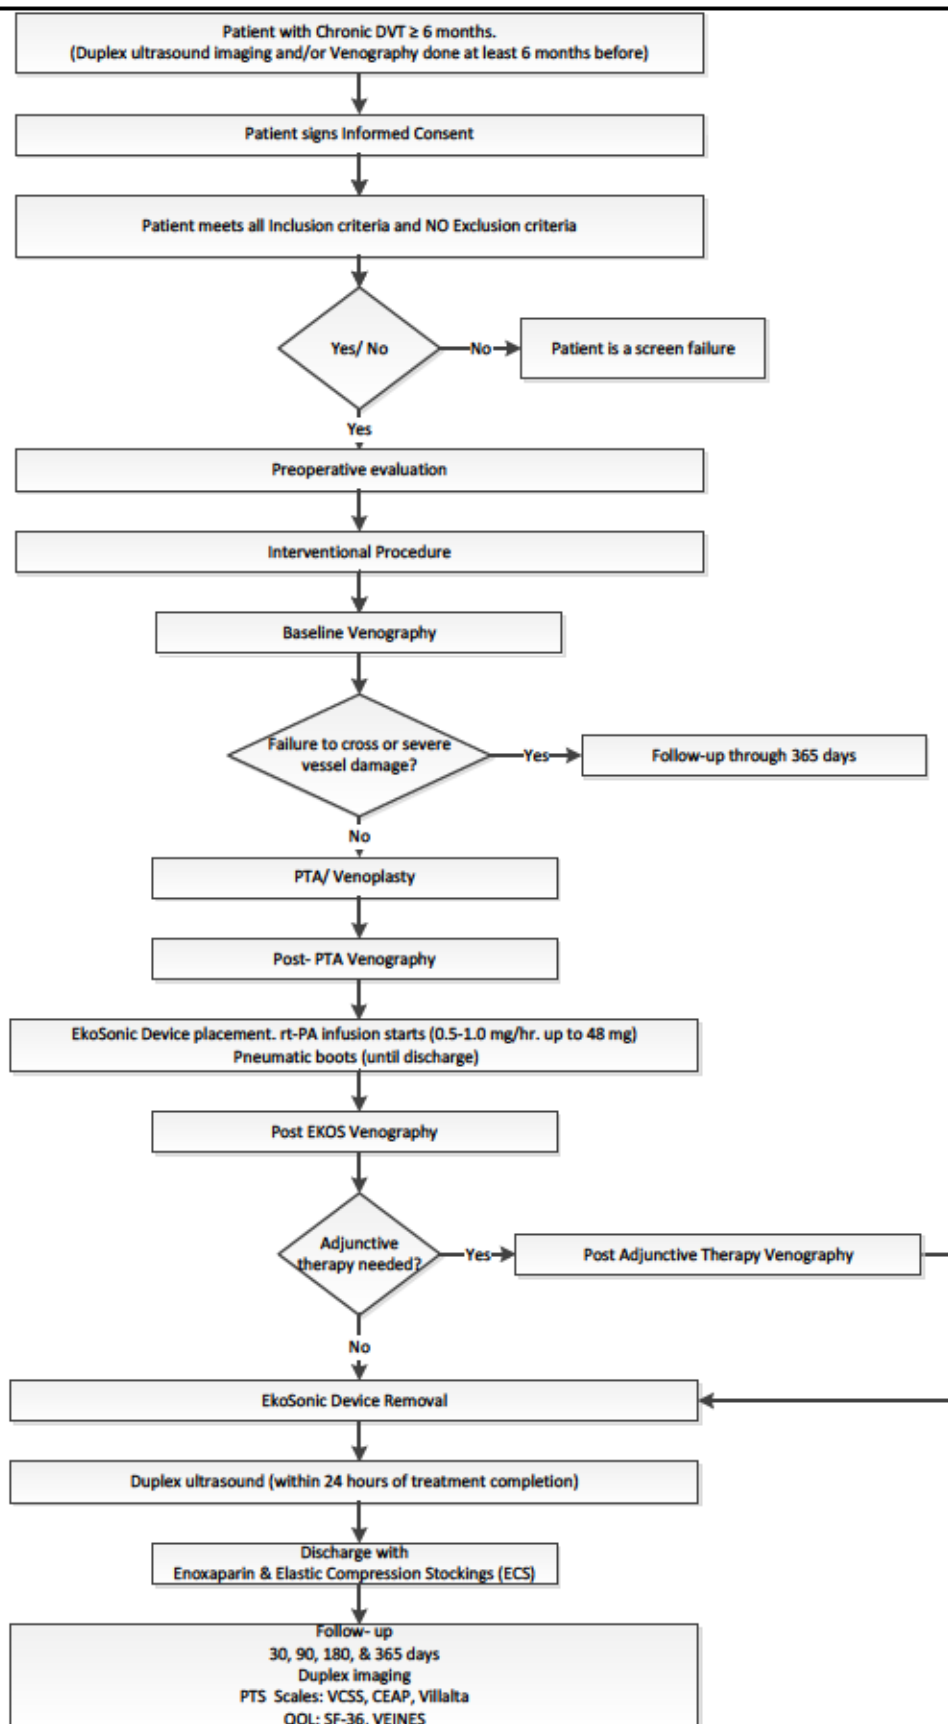 Patient with Chronic DVT ≥ 6 months.
(Duplex ultrasound imaging and/or Venography done at least 6 months before)
Patient signs Informed Consent
Patient meets all Inclusion criteria and NO Exclusion criteria
Yes/ No
No
Patient is a screen failure
Yes
Preoperative evaluation
Interventional Procedure
Baseline Venography
Failure to cross or severe
vessel damage?
Yes
Follow-up through 365 days
No
PTA/ Venoplasty
Post- PTA Venography
EkoSonic Device placement. rt-PA infusion starts (0.5-1.0 mg/hr. up to 48 mg)
Pneumatic boots (until discharge)
Post EKOS Venography
Adjunctive
therapy needed?
Yes
Post Adjunctive Therapy Venography
No
EkoSonic Device Removal
Duplex ultrasound (within 24 hours of treatment completion)
Discharge with
Enoxaparin & Elastic Compression Stockings (ECS)
Follow- up
30, 90, 180, & 365 days
Duplex imaging
PTS Scales: VCSS, CEAP, Villalta
QOL: SF-36, VEINES